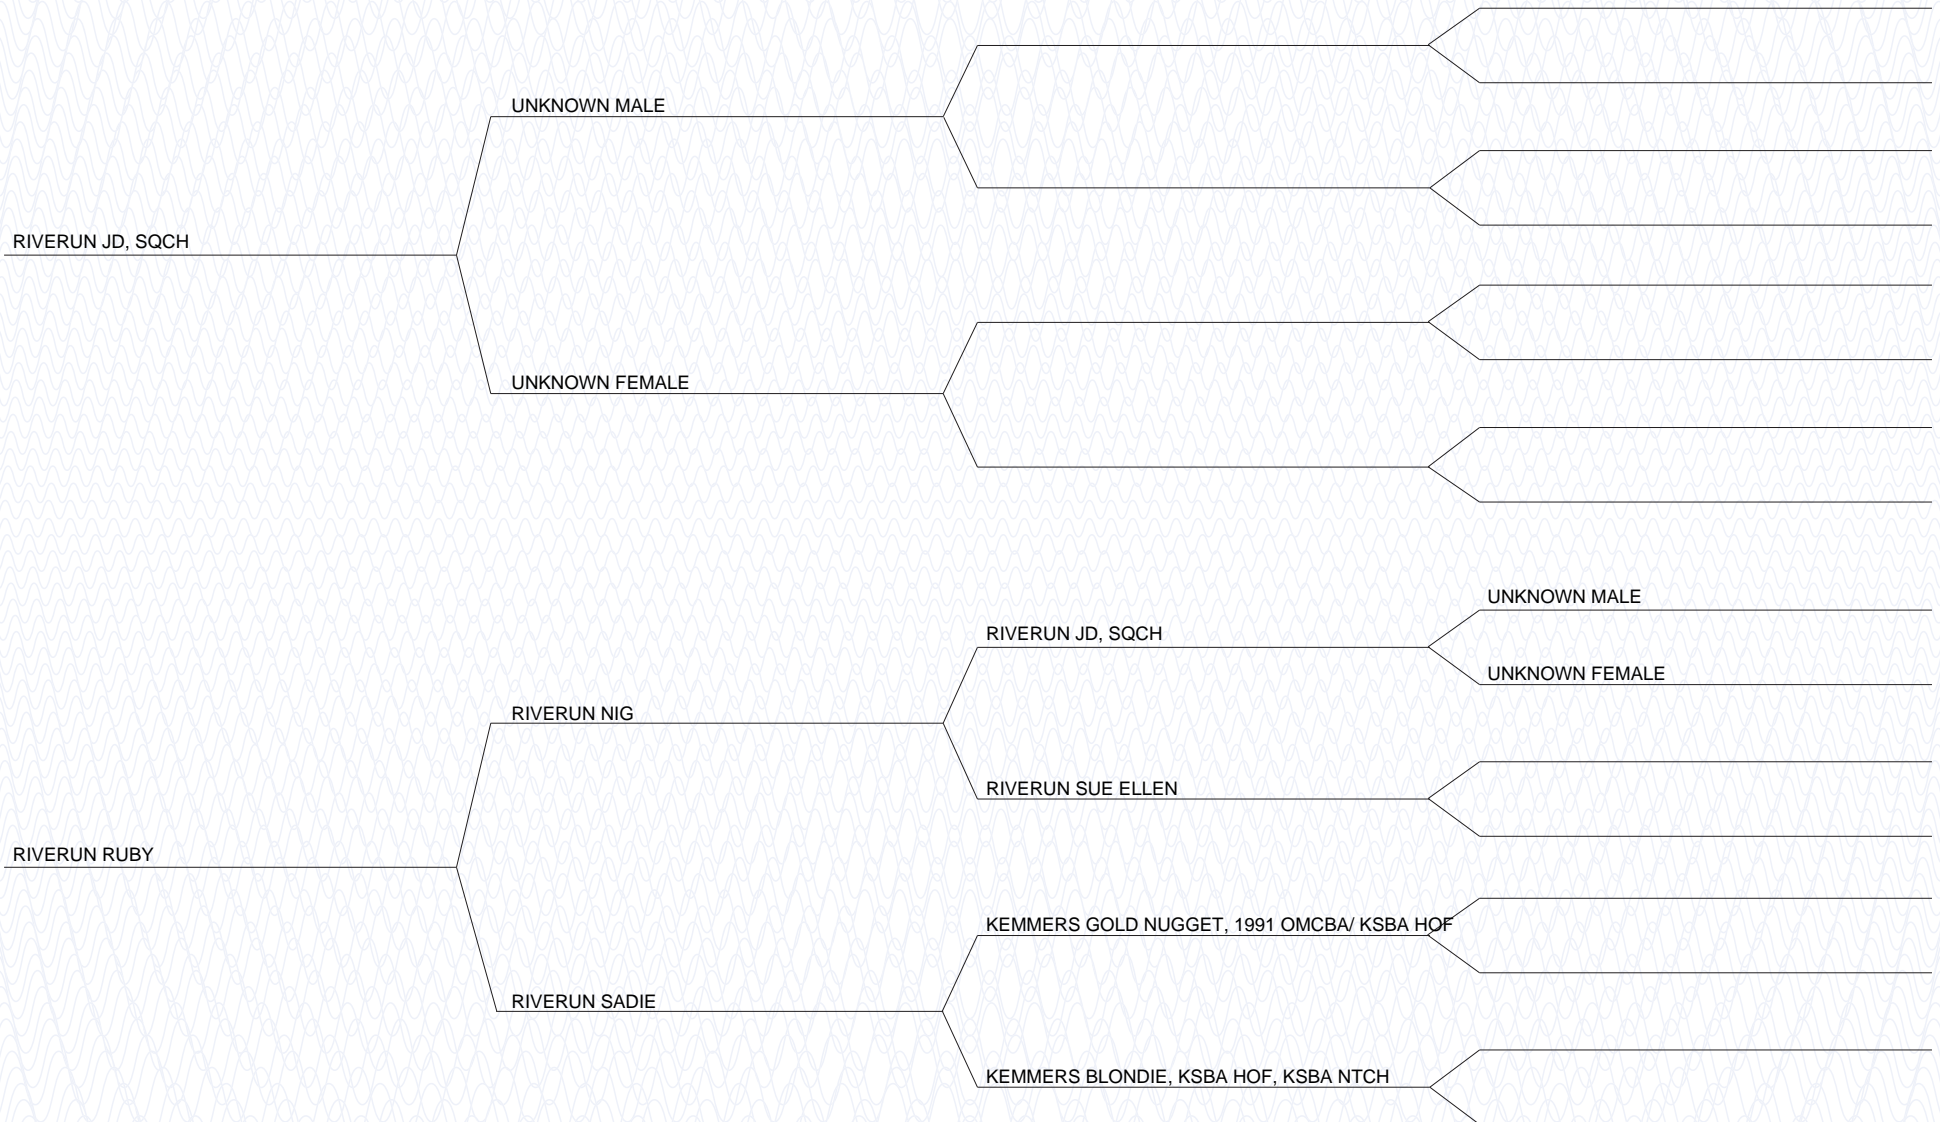 UNKNOWN MALE
RIVERUN JD, SQCH
UNKNOWN FEMALE
UNKNOWN MALE
RIVERUN JD, SQCH
UNKNOWN FEMALE
RIVERUN NIG
RIVERUN SUE ELLEN
RIVERUN RUBY
KEMMERS GOLD NUGGET, 1991 OMCBA/ KSBA HOF
RIVERUN SADIE
KEMMERS BLONDIE, KSBA HOF, KSBA NTCH